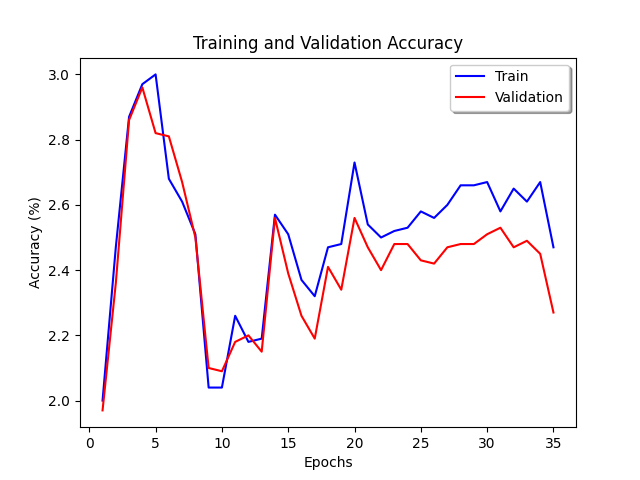 Training and Validation Accuracy
Train
Validation
Accuracy (%)
3.0
2.8
2.6
2.4
2.2
2.0
0 5 10 15 20 25 30 35
Epochs